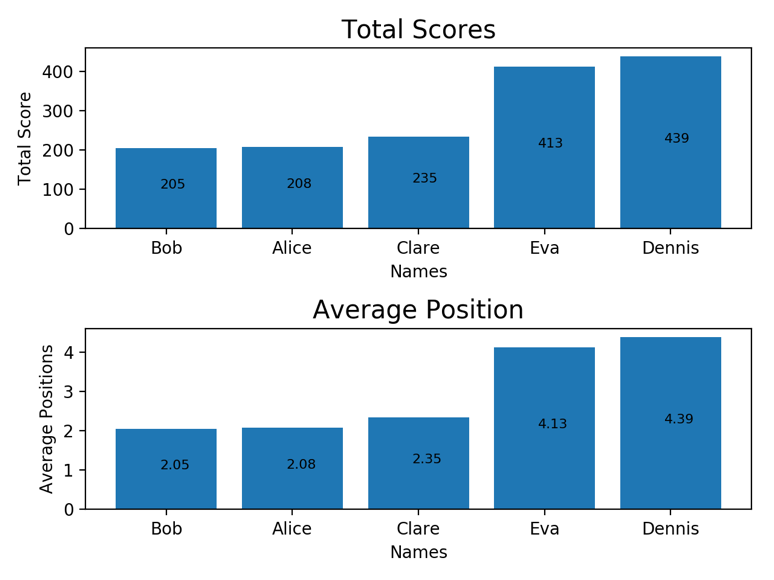 Total Scores
Total Score
400
300
200
100
0
205
208
235
413
439
Bob Alice Clare Eva Dennis
Names
Average Position
Average Positions
4
3
2
1
0
2.05
2.08
2.35
4.13
4.39
Bob Alice Clare Eva Dennis
Names